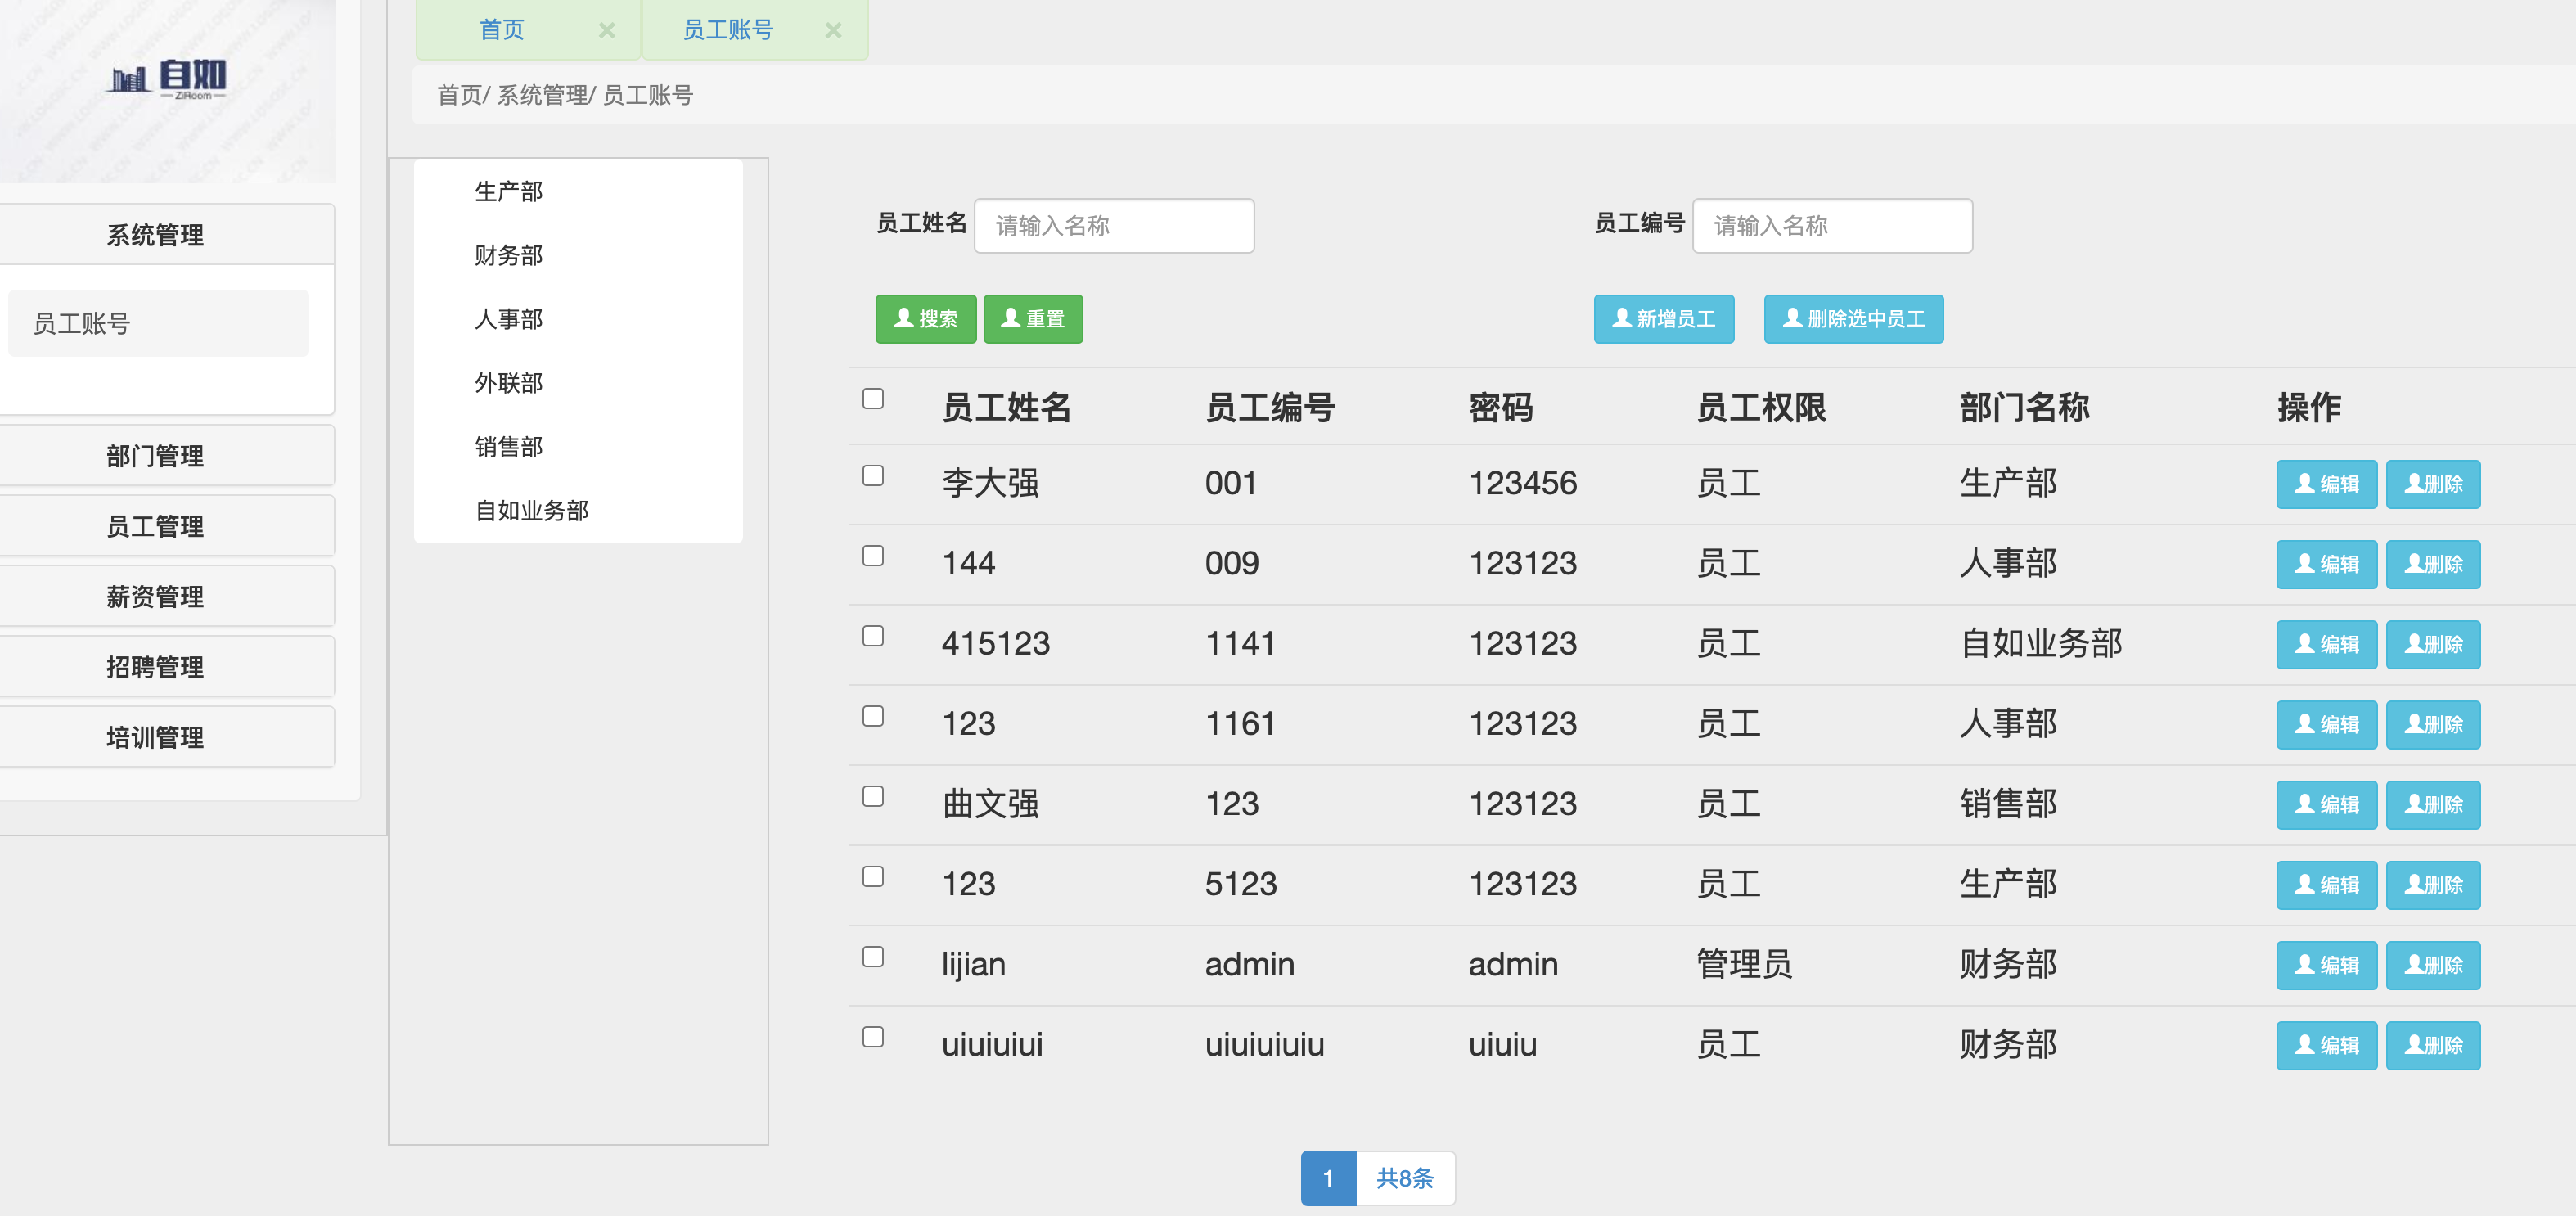 自如
ZiRoom
系统管理
员工账号
部门管理
员工管理
薪资管理
招聘管理
培训管理
首页 × 员工账号 ×
首页/ 系统管理/ 员工账号
生产部
财务部
人事部
外联部
销售部
自如业务部
员工姓名 请输入名称 员工编号 请输入名称
搜索 重置 新增员工 删除选中员工
员工姓名 员工编号 密码 员工权限 部门名称 操作
李大强 001 123456 员工 生产部 编辑 删除
144 009 123123 员工 人事部 编辑 删除
415123 1141 123123 员工 自如业务部 编辑 删除
123 1161 123123 员工 人事部 编辑 删除
曲文强 123 123123 员工 销售部 编辑 删除
123 5123 123123 员工 生产部 编辑 删除
lijian admin admin 管理员 财务部 编辑 删除
uiuiuiui uiuiuiuiu uiuiu 员工 财务部 编辑 删除
1 共8条